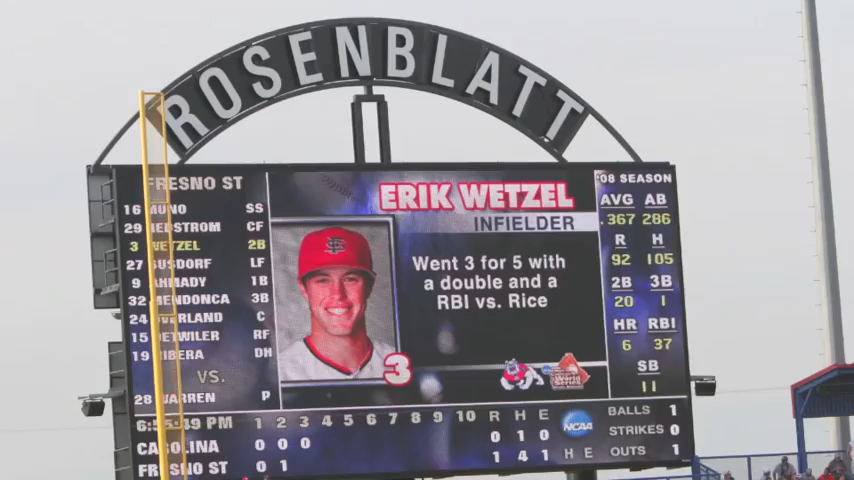 ROSENBLATT
FRESNO ST
16 MUNO SS
29 HEDSTROM CF
3 WETZEL 2B
27 SUSDORF LF
9 AHMADY 1B
32 MENDONCA 3B
24 OVERLAND C
15 DETWILER RF
19 RIBERA DH
VS.
28 WARREN P
ERIK WETZEL
INFIELDER
Went 3 for 5 with
a double and a
RBI vs. Rice
3
'08 SEASON
AVG AB
.367 286
R H
92 105
2B 3B
20 1
HR RBI
6 37
SB
11
6:55:19 PM 1 2 3 4 5 6 7 8 9 10 R H E
CAROLINA 0 0 0 0 1 0
FRESNO ST 0 1 1 4 1
NCAA
H E
BALLS 1
STRIKES 0
OUTS 1